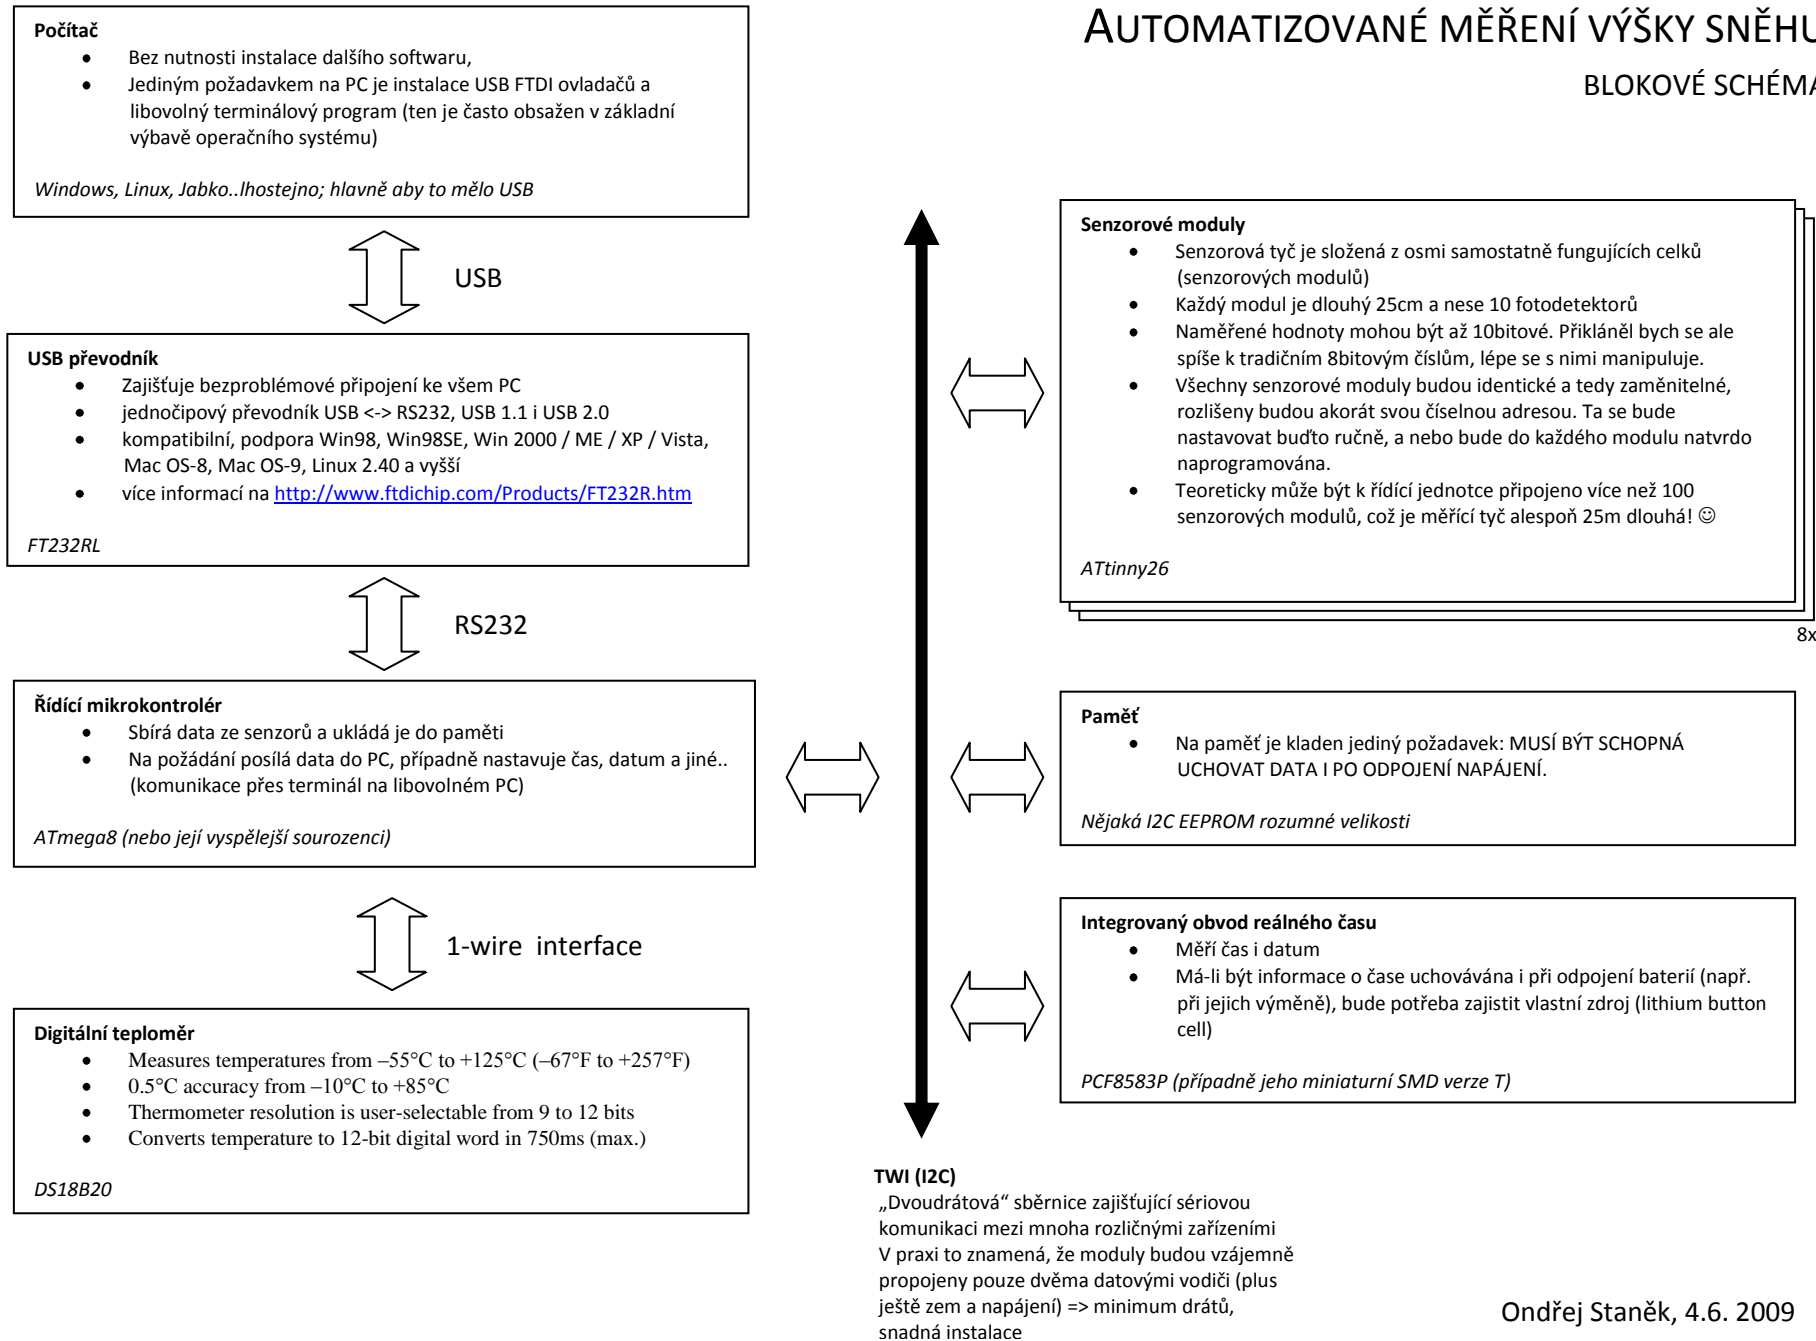 AUTOMATIZOVANÉ MĚŘENÍ VÝŠKY SNĚHU
BLOKOVÉ SCHÉMA
Počítač
• Bez nutnosti instalace dalšího softwaru,
• Jediným požadavkem na PC je instalace USB FTDI ovladačů a
libovolný terminálový program (ten je často obsažen v základní
výbavě operačního systému)
Windows, Linux, Jabko..lhostejno; hlavně aby to mělo USB
USB
USB převodník
• Zajišťuje bezproblémové připojení ke všem PC
• jednočipový převodník USB <-> RS232, USB 1.1 i USB 2.0
• kompatibilní, podpora Win98, Win98SE, Win 2000 / ME / XP / Vista,
Mac OS-8, Mac OS-9, Linux 2.40 a vyšší
• více informací na http://www.ftdichip.com/Products/FT232R.htm
FT232RL
RS232
Řídící mikrokontrolér
• Sbírá data ze senzorů a ukládá je do paměti
• Na požádání posílá data do PC, případně nastavuje čas, datum a jiné..
(komunikace přes terminál na libovolném PC)
ATmega8 (nebo její vyspělejší sourozenci)
1-wire interface
Digitální teploměr
• Measures temperatures from –55°C to +125°C (–67°F to +257°F)
• 0.5°C accuracy from –10°C to +85°C
• Thermometer resolution is user-selectable from 9 to 12 bits
• Converts temperature to 12-bit digital word in 750ms (max.)
DS18B20
Senzorové moduly
• Senzorová tyč je složená z osmi samostatně fungujících celků
(senzorových modulů)
• Každý modul je dlouhý 25cm a nese 10 fotodetektorů
• Naměřené hodnoty mohou být až 10bitové. Přikláněl bych se ale
spíše k tradičním 8bitovým číslům, lépe se s nimi manipuluje.
• Všechny senzorové moduly budou identické a tedy zaměnitelné,
rozlišeny budou akorát svou číselnou adresou. Ta se bude
nastavovat buďto ručně, a nebo bude do každého modulu natvrdo
naprogramována.
• Teoreticky může být k řídící jednotce připojeno více než 100
senzorových modulů, což je měřící tyč alespoň 25m dlouhá! ☺
ATtinny26
8x
Paměť
• Na paměť je kladen jediný požadavek: MUSÍ BÝT SCHOPNÁ
UCHOVAT DATA I PO ODPOJENÍ NAPÁJENÍ.
Nějaká I2C EEPROM rozumné velikosti
Integrovaný obvod reálného času
• Měří čas i datum
• Má-li být informace o čase uchovávána i při odpojení baterií (např.
při jejich výměně), bude potřeba zajistit vlastní zdroj (lithium button
cell)
PCF8583P (případně jeho miniaturní SMD verze T)
TWI (I2C)
„Dvoudrátová“ sběrnice zajišťující sériovou
komunikaci mezi mnoha rozličnými zařízeními
V praxi to znamená, že moduly budou vzájemně
propojeny pouze dvěma datovými vodiči (plus
ještě zem a napájení) => minimum drátů,
snadná instalace
Ondřej Staněk, 4.6. 2009